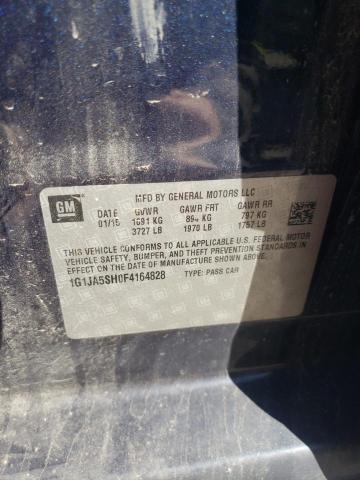 GM
MFD BY GENERAL MOTORS LLC
DATE GVWR GAWR FRT GAWR RR
01/15 1691 KG 894 KG 797 KG
3727 LB 1970 LB 1757 LB
THIS VEHICLE CONFORMS TO ALL APPLICABLE U.S. FEDERAL MOTOR
VEHICLE SAFETY, BUMPER, AND THEFT PREVENTION STANDARDS
IN EFFECT ON THE DATE OF MANUFACTURE SHOWN ABOVE.
1G1JA5SH0F4164828 TYPE: PASS CAR